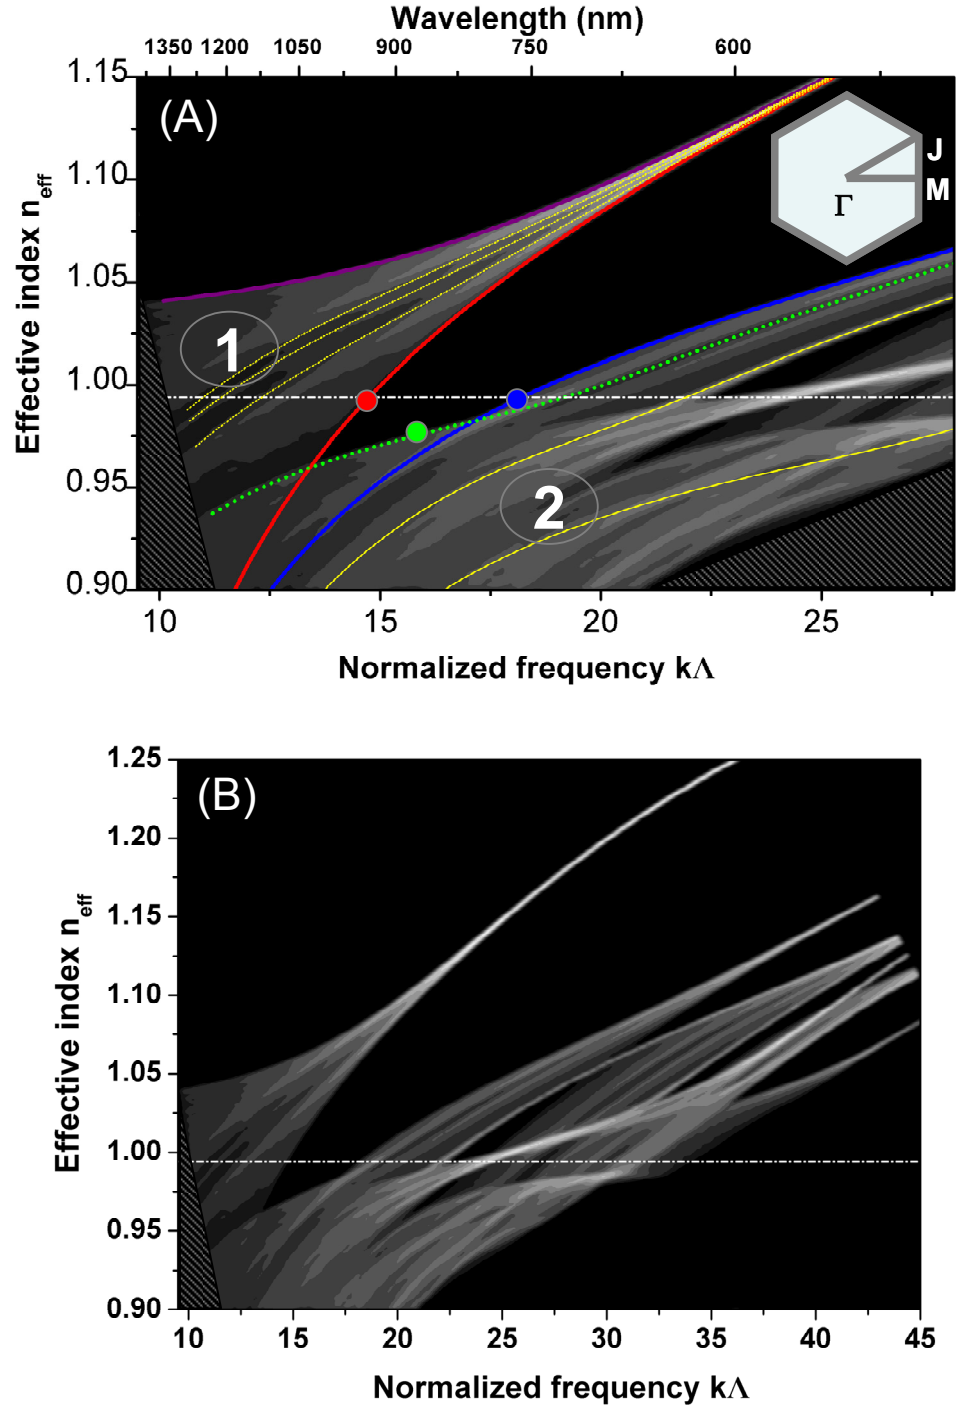 Wavelength (nm)
1350 1200 1050 900 750 600
(A)
1.15
1.10
1.05
1.00
0.95
0.90
Effective index n_eff
J
M
Γ
1
2
10 15 20 25
Normalized frequency kΛ
(B)
1.25
1.20
1.15
1.10
1.05
1.00
0.95
0.90
Effective index n_eff
10 15 20 25 30 35 40 45
Normalized frequency kΛ